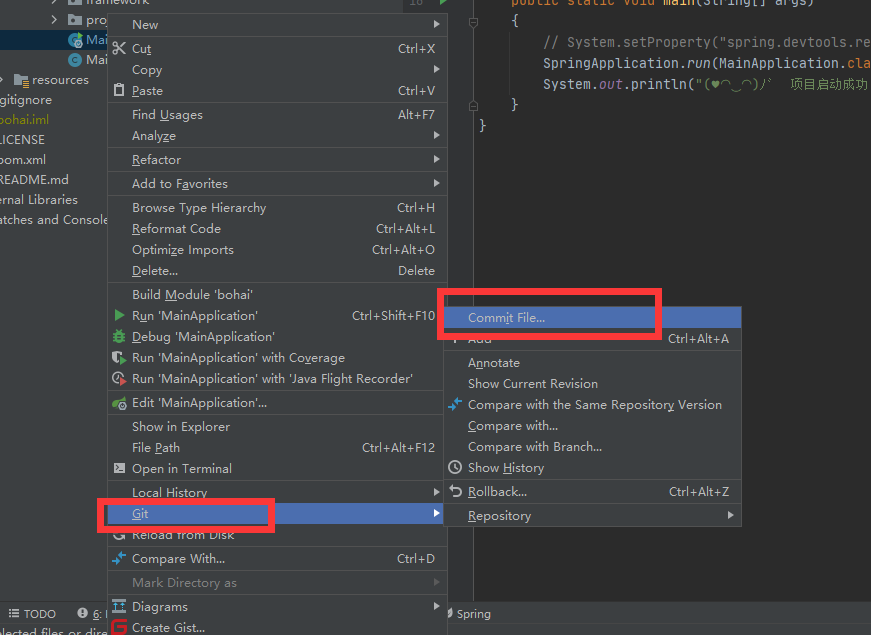 framework
proj
Mai
Mai
resources
gitignore
bohai.iml
LICENSE
pom.xml
README.md
ernal Libraries
atches and Console
TODO
6:
elected files or dire
New
Cut Ctrl+X
Copy
Paste Ctrl+V
Find Usages Alt+F7
Analyze
Refactor
Add to Favorites
Browse Type Hierarchy Ctrl+H
Reformat Code Ctrl+Alt+L
Optimize Imports Ctrl+Alt+O
Delete... Delete
Build Module 'bohai'
Run 'MainApplication' Ctrl+Shift+F10
Debug 'MainApplication'
Run 'MainApplication' with Coverage
Run 'MainApplication' with 'Java Flight Recorder'
Edit 'MainApplication'...
Show in Explorer
File Path Ctrl+Alt+F12
Open in Terminal
Local History
Git
Reload from Disk
Compare With... Ctrl+D
Mark Directory as
Diagrams
Create Gist...
public static void main(String[] args)
{
// System.setProperty("spring.devtools.re
SpringApplication.run(MainApplication.cla
System.out.println("(♥◠‿◠)ﾉﾞ 项目启动成功
}
}
Commit File...
Add Ctrl+Alt+A
Annotate
Show Current Revision
Compare with the Same Repository Version
Compare with...
Compare with Branch...
Show History
Rollback... Ctrl+Alt+Z
Repository
Spring